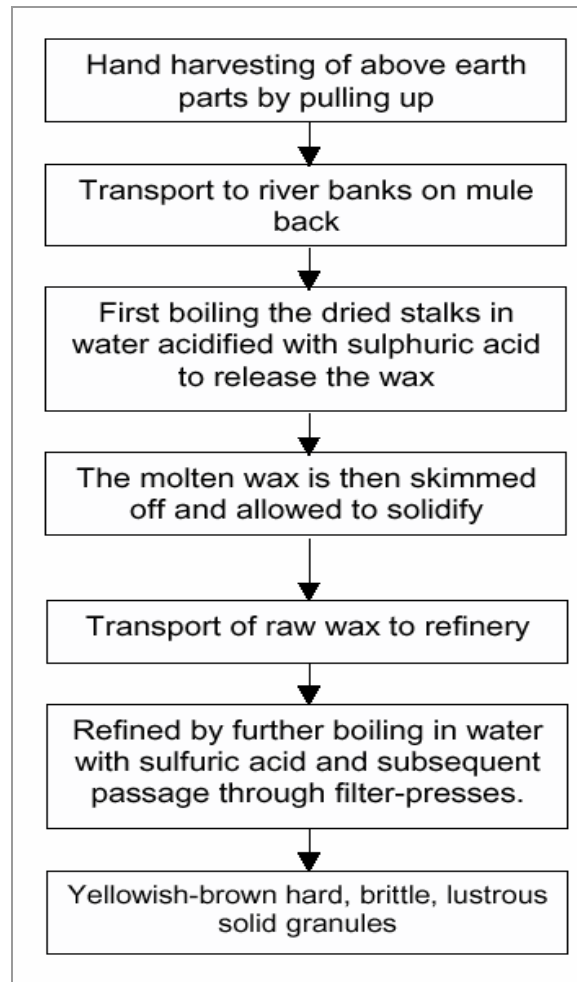 Hand harvesting of above earth
parts by pulling up
Transport to river banks on mule
back
First boiling the dried stalks in
water acidified with sulphuric acid
to release the wax
The molten wax is then skimmed
off and allowed to solidify
Transport of raw wax to refinery
Refined by further boiling in water
with sulfuric acid and subsequent
passage through filter-presses.
Yellowish-brown hard, brittle, lustrous
solid granules